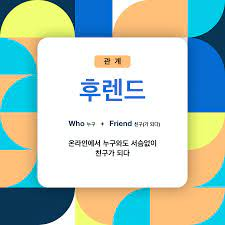 관계
후렌드
Who 누구 + Friend 친구(가 되다)
온라인에서 누구와도 서슴없이
친구가 되다